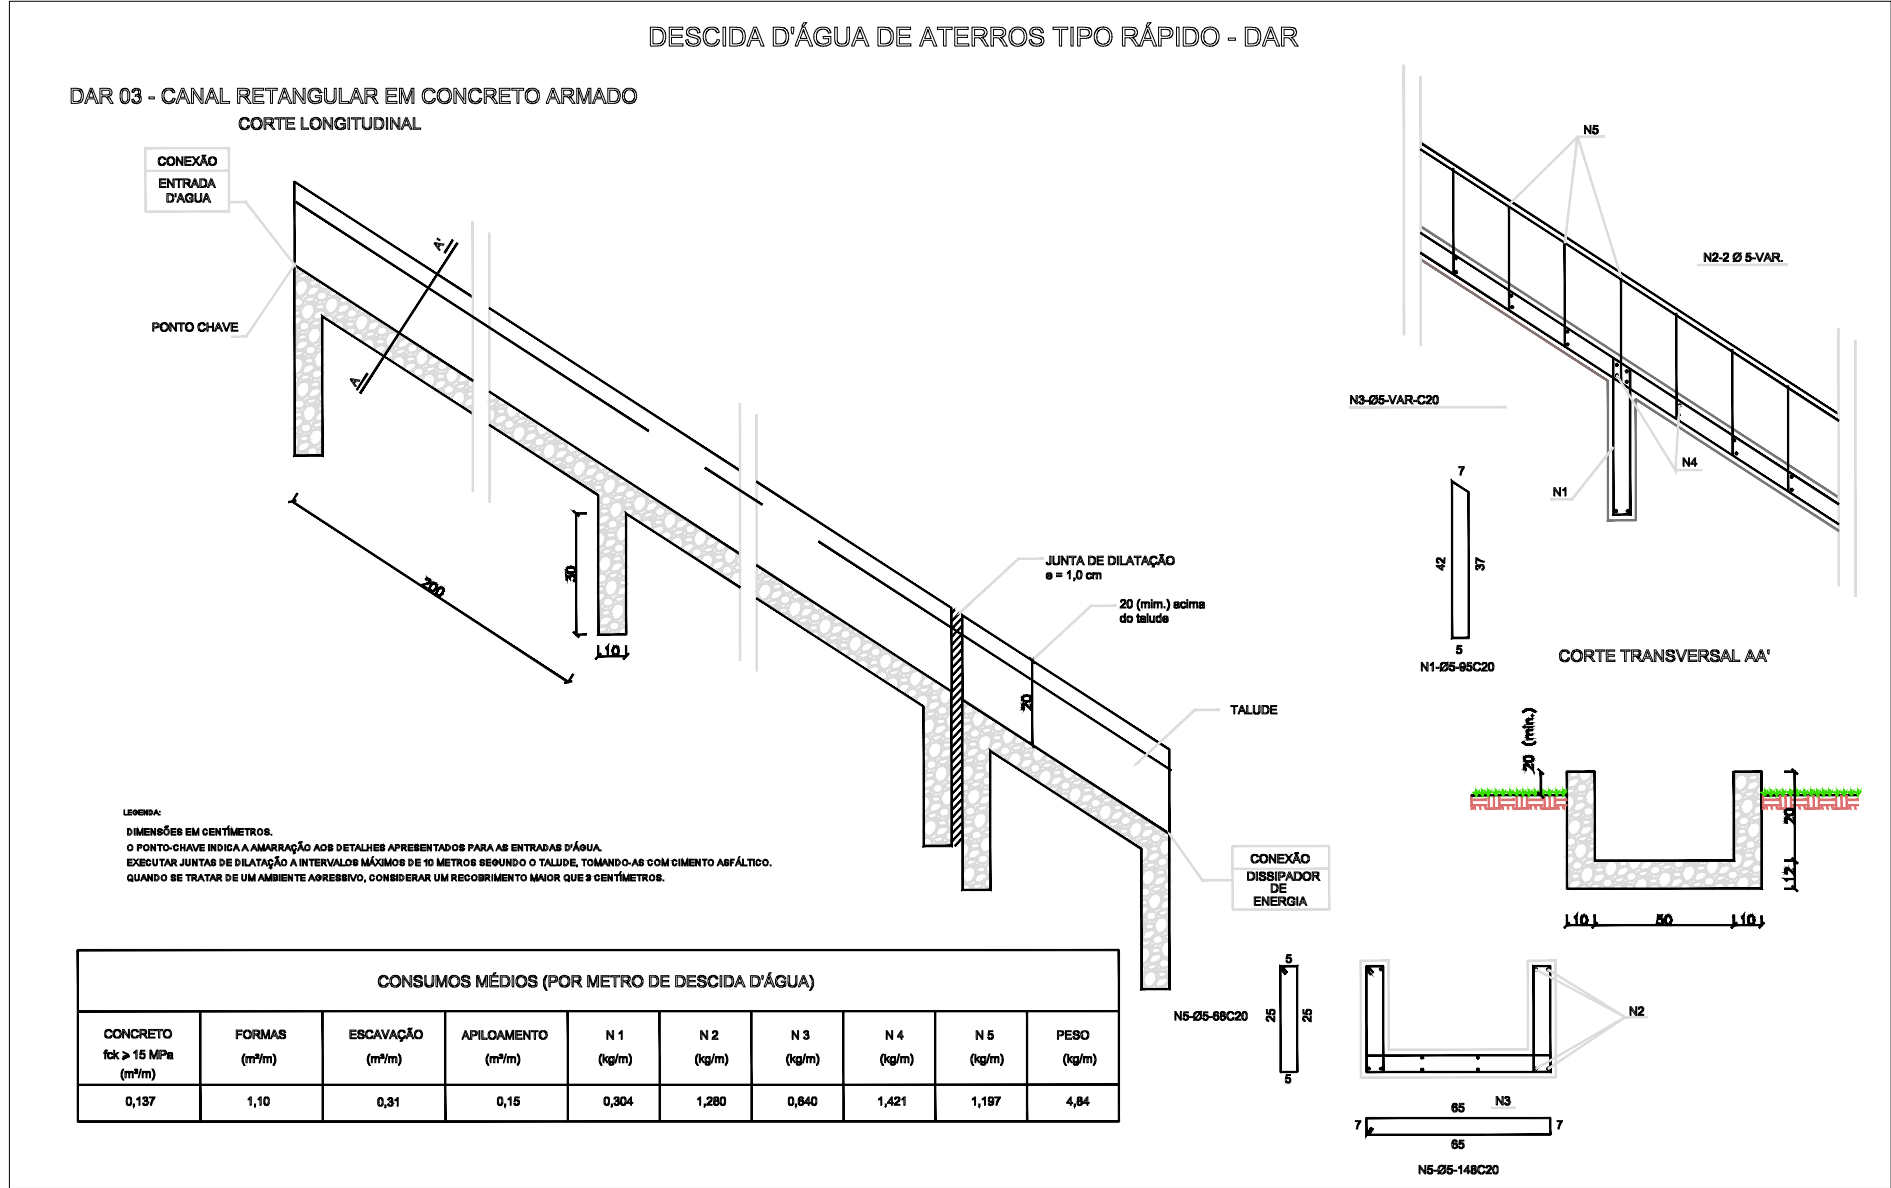 DESCIDA D'ÁGUA DE ATERROS TIPO RÁPIDO - DAR
DAR 03 - CANAL RETANGULAR EM CONCRETO ARMADO
CORTE LONGITUDINAL
CONEXÃO
ENTRADA
D'AGUA
PONTO CHAVE
A'
A
200
30
10
JUNTA DE DILATAÇÃO
e = 1,0 cm
20 (mim.) acima
do talude
20
TALUDE
CONEXÃO
DISSIPADOR
DE
ENERGIA
N5
N2-2 Ø 5-VAR.
N3-Ø5-VAR-C20
N4
N1
7
42
37
5
N1-Ø5-95C20
CORTE TRANSVERSAL AA'
20 (min.)
20
12
10
50
10
LEGENDA:
DIMENSÕES EM CENTÍMETROS.
O PONTO-CHAVE INDICA A AMARRAÇÃO AOS DETALHES APRESENTADOS PARA AS ENTRADAS D'ÁGUA.
EXECUTAR JUNTAS DE DILATAÇÃO A INTERVALOS MÁXIMOS DE 10 METROS SEGUNDO O TALUDE, TOMANDO-AS COM CIMENTO ASFÁLTICO.
QUANDO SE TRATAR DE UM AMBIENTE AGRESSIVO, CONSIDERAR UM RECOBRIMENTO MAIOR QUE 3 CENTÍMETROS.
CONSUMOS MÉDIOS (POR METRO DE DESCIDA D'ÁGUA)
CONCRETO FORMAS ESCAVAÇÃO APILOAMENTO N 1 N 2 N 3 N 4 N 5 PESO
fck ⩾ 15 MPa (m²/m) (m³/m) (m³/m) (kg/m) (kg/m) (kg/m) (kg/m) (kg/m) (kg/m)
(m³/m)
0,137 1,10 0,31 0,15 0,304 1,280 0,640 1,421 1,197 4,84
5
N5-Ø5-68C20
25
25
5
N2
65
N3
7
7
65
N5-Ø5-148C20